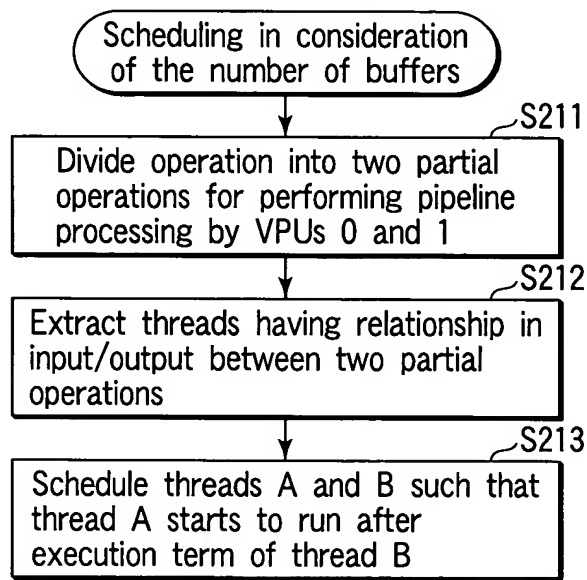 Scheduling in consideration
of the number of buffers
S211
Divide operation into two partial
operations for performing pipeline
processing by VPUs 0 and 1
S212
Extract threads having relationship in
input/output between two partial
operations
S213
Schedule threads A and B such that
thread A starts to run after
execution term of thread B